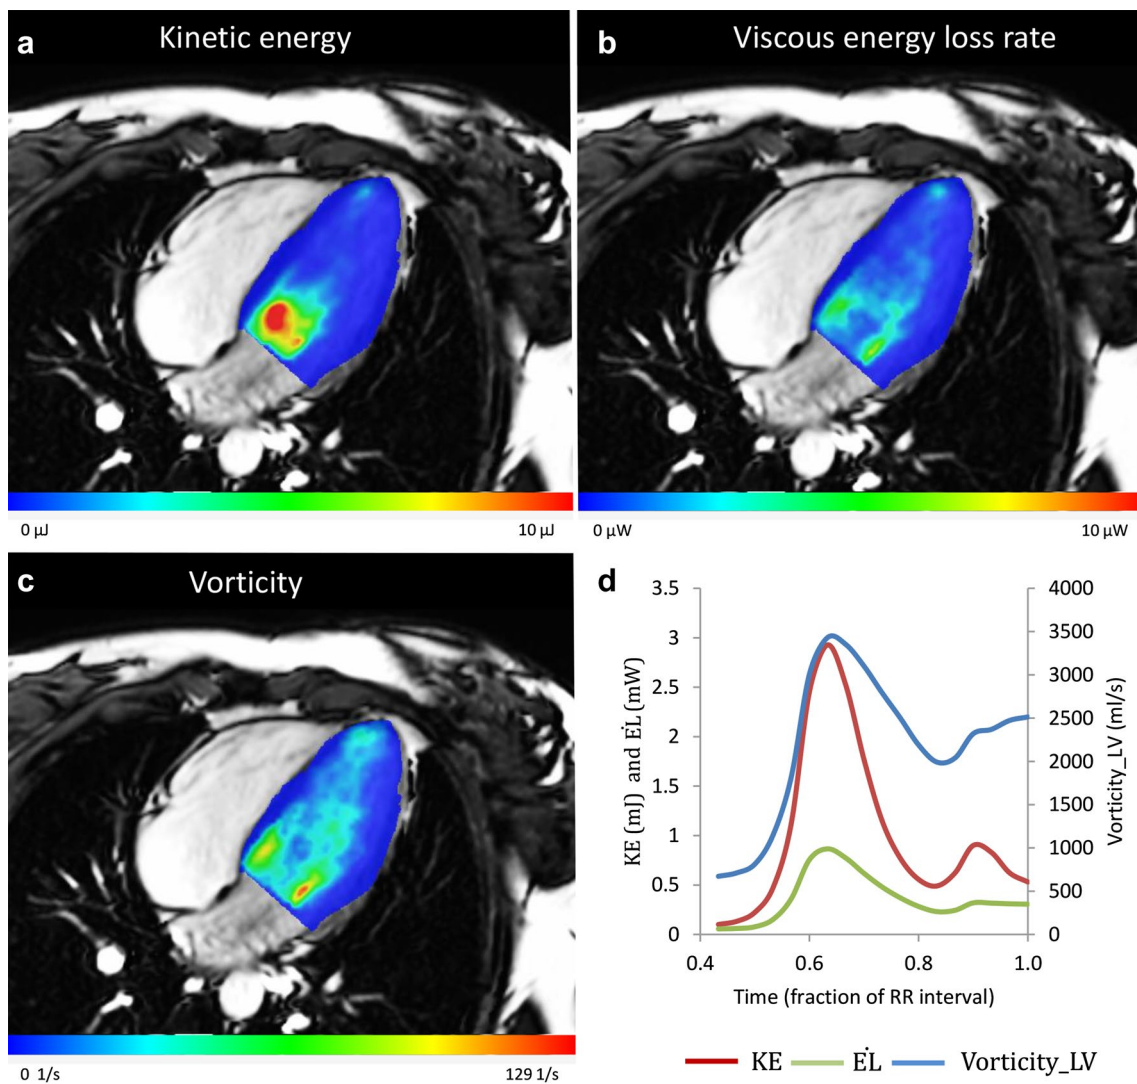 a
Kinetic energy
b
Viscous energy loss rate
0 µJ
10 µJ
0 µW
10 µW
c
Vorticity
0 1/s
129 1/s
d
KE (mJ) and ĖL (mW)
3.5
3
2.5
2
1.5
1
0.5
0
4000
3500
3000
2500
2000
1500
1000
500
0
Vorticity_LV (ml/s)
0.4
0.6
0.8
1.0
Time (fraction of RR interval)
KE
ĖL
Vorticity_LV